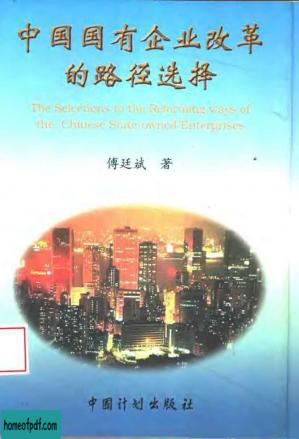 中国国有企业改革
的路径选择
The Selections to the Reforming ways of
the Chinese State owned Enterprises
傅廷斌 著
中国计划出版社
homeofpdf.com